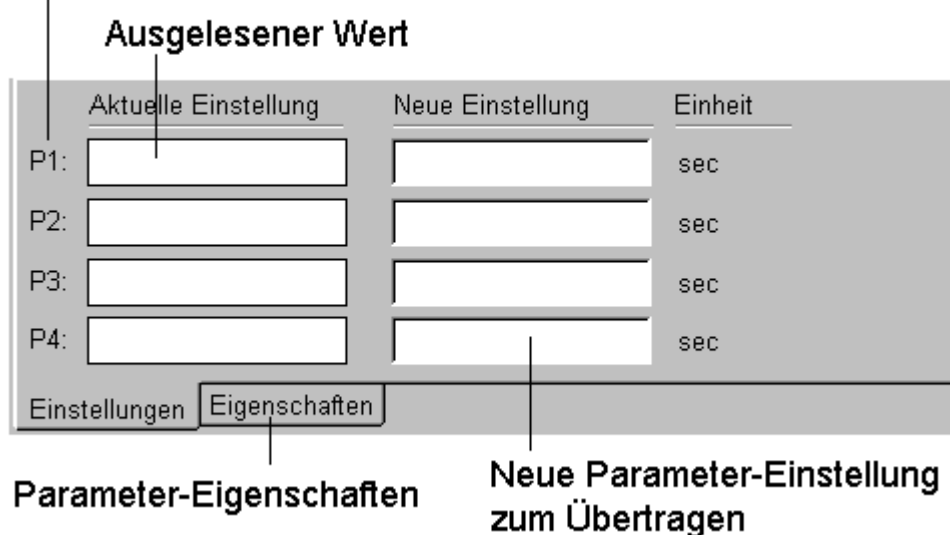 Ausgelesener Wert
Aktuelle Einstellung Neue Einstellung Einheit
P1: sec
P2: sec
P3: sec
P4: sec
Einstellungen Eigenschaften
Parameter-Eigenschaften
Neue Parameter-Einstellung
zum Übertragen